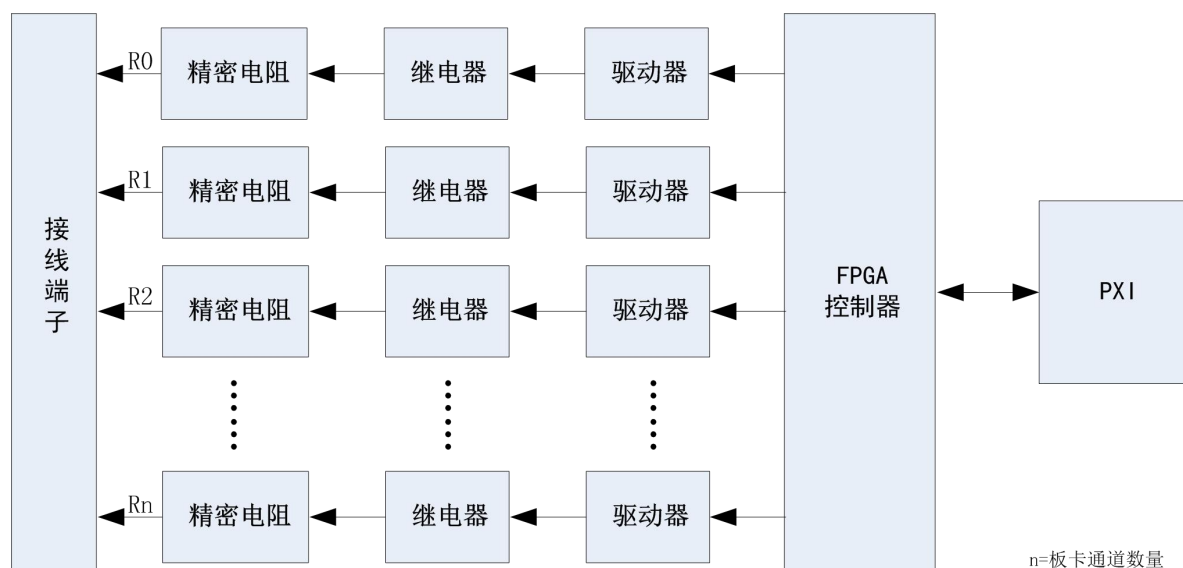 接线端子
R0
精密电阻
继电器
驱动器
R1
精密电阻
继电器
驱动器
R2
精密电阻
继电器
驱动器
Rn
精密电阻
继电器
驱动器
FPGA
控制器
PXI
n=板卡通道数量